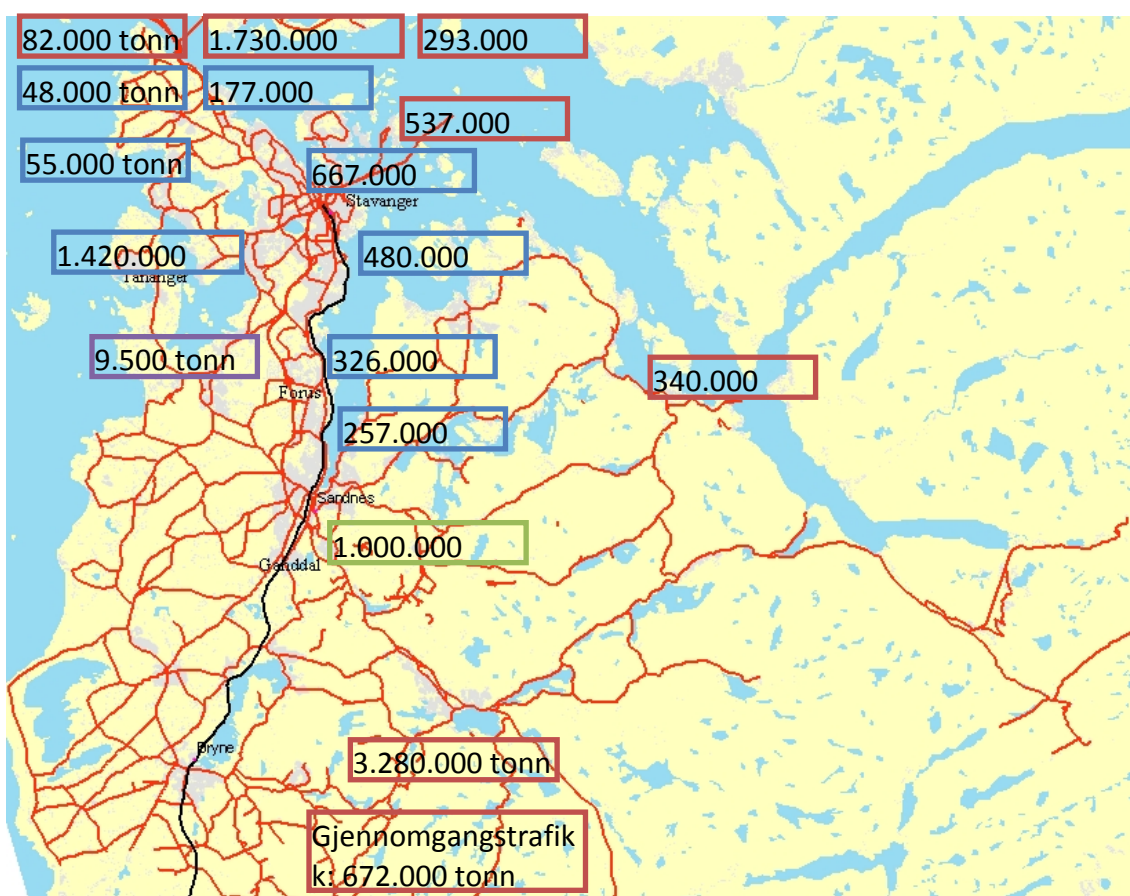 82.000 tonn
1.730.000
293.000
48.000 tonn
177.000
537.000
55.000 tonn
667.000
Stavanger
1.420.000
480.000
Tananger
9.500 tonn
326.000
340.000
Forus
257.000
Sandnes
1.600.000
Ganddal
Bryne
3.280.000 tonn
Gjennomgangstrafik
k: 672.000 tonn